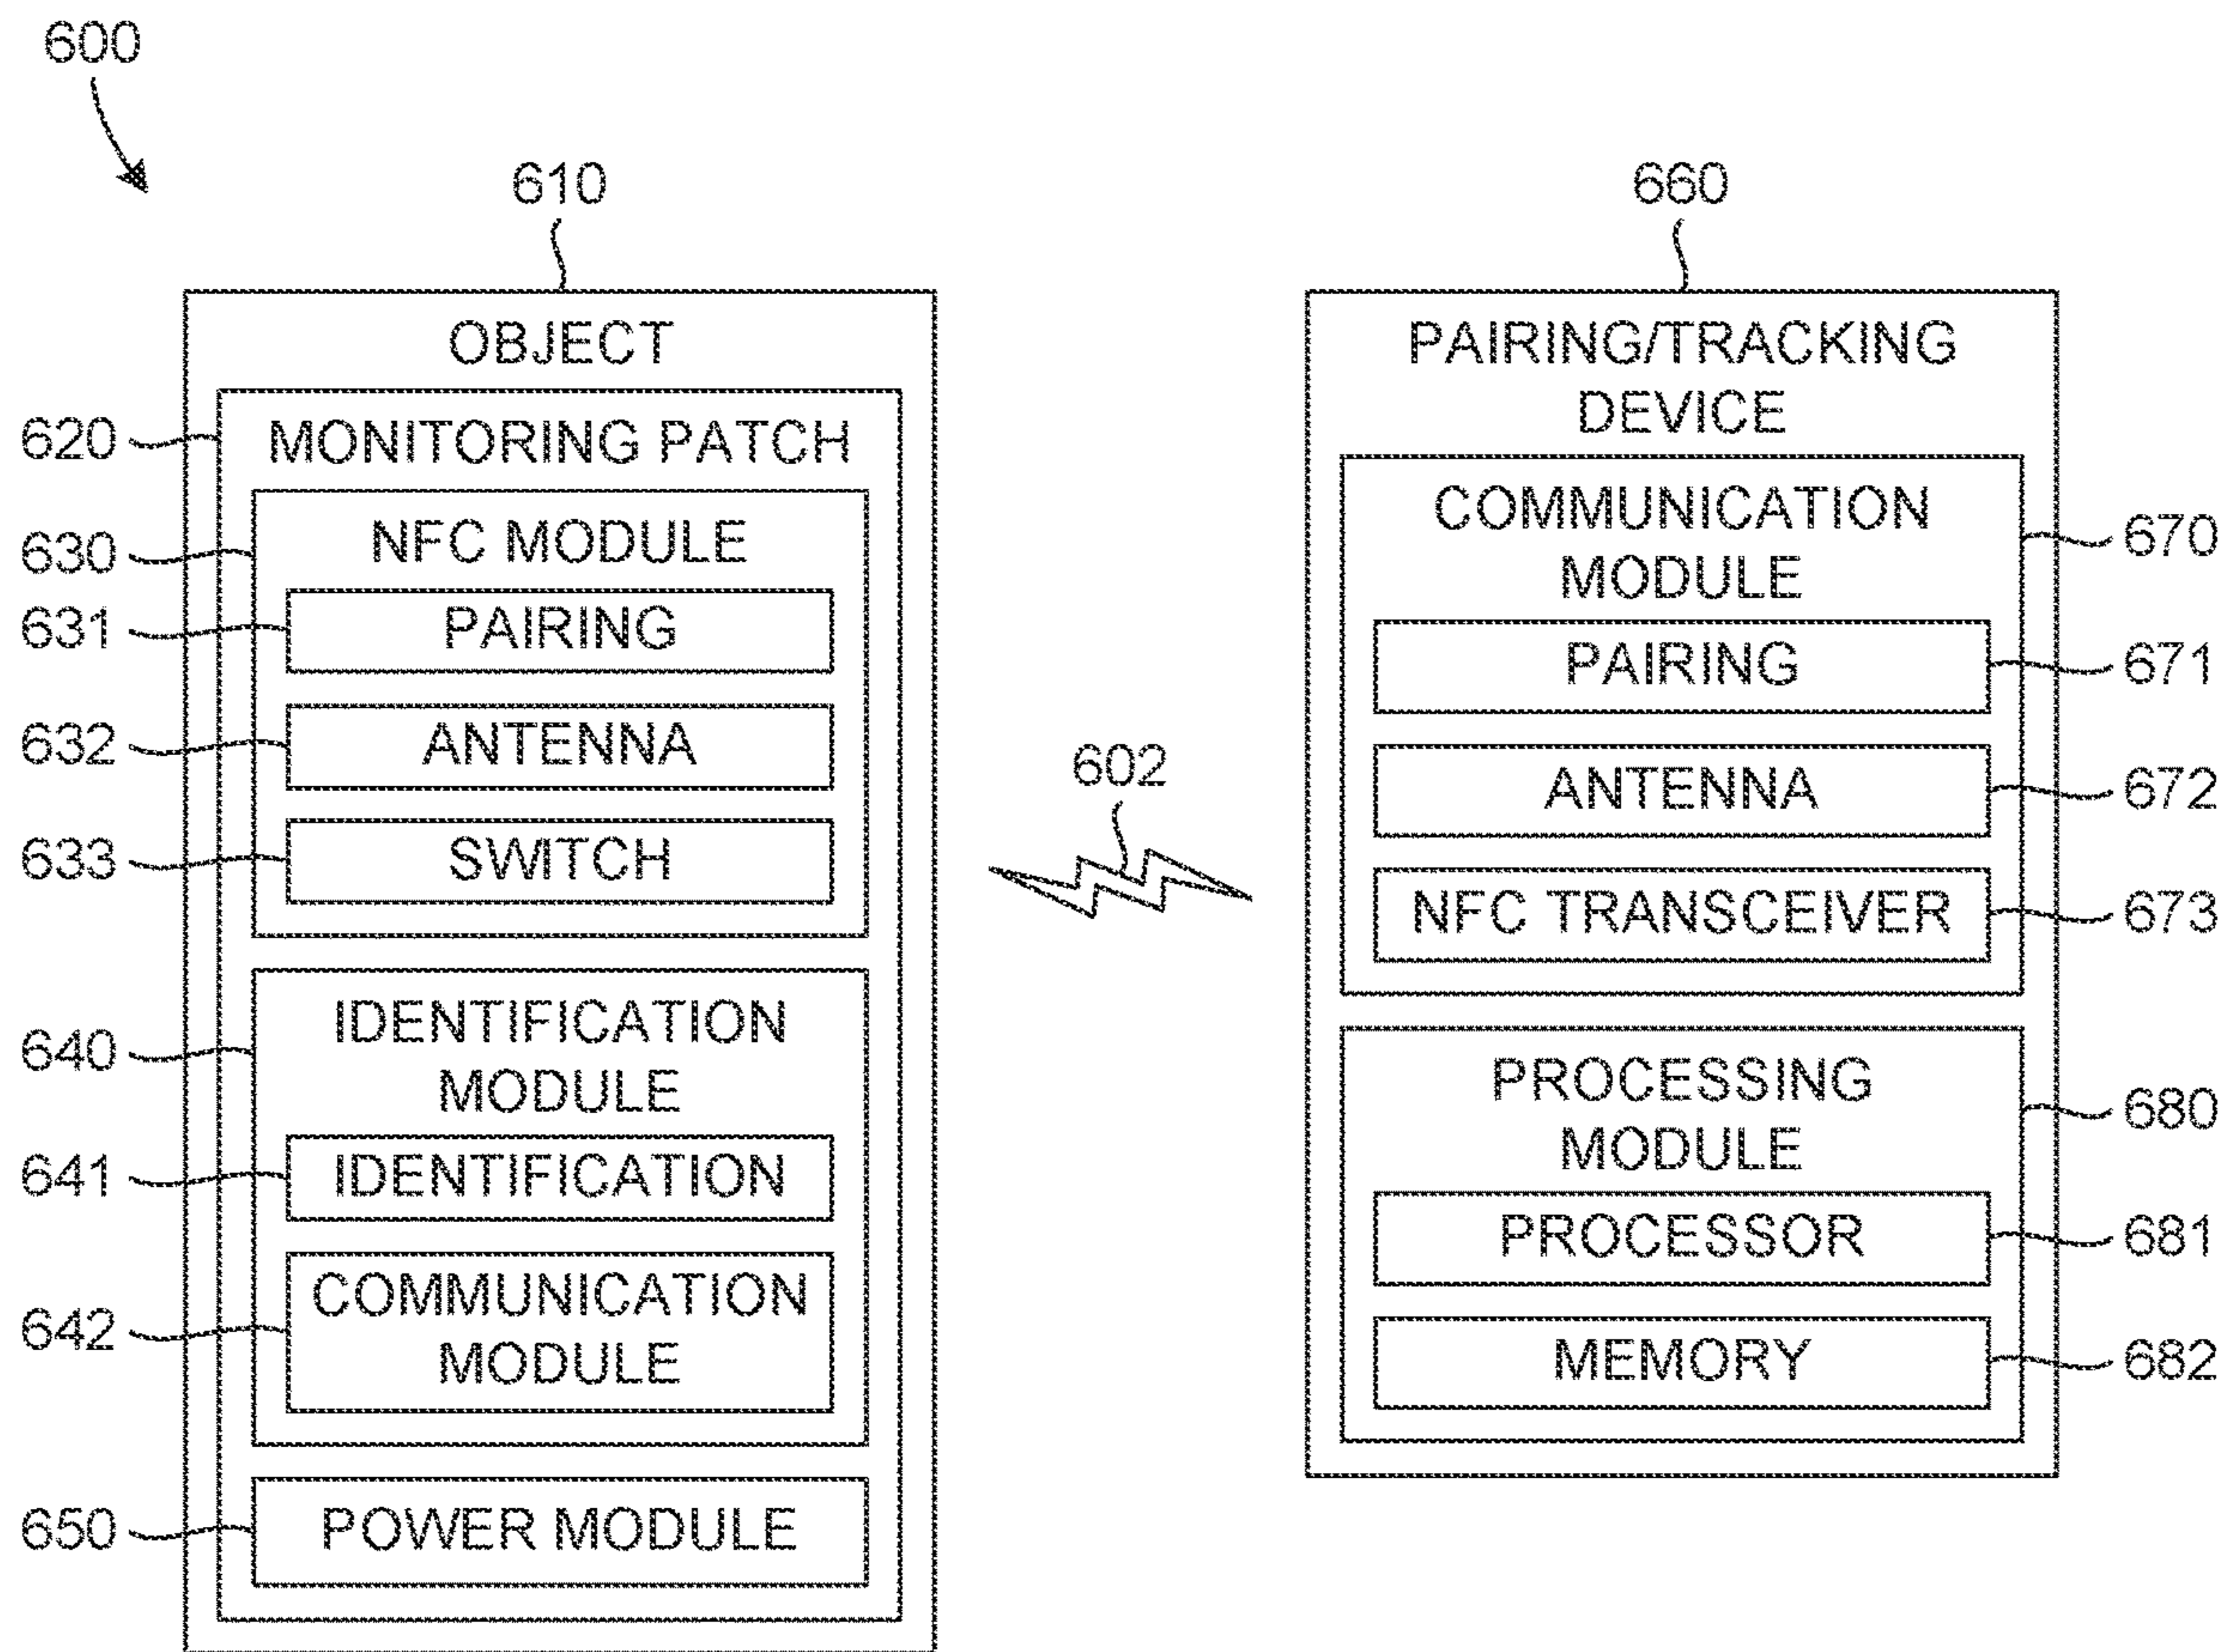 600
610
OBJECT
620
MONITORING PATCH
630
NFC MODULE
631
PAIRING
632
ANTENNA
633
SWITCH
640
IDENTIFICATION
MODULE
641
IDENTIFICATION
642
COMMUNICATION
MODULE
650
POWER MODULE
602
660
PAIRING/TRACKING
DEVICE
COMMUNICATION
MODULE
670
PAIRING
671
ANTENNA
672
NFC TRANSCEIVER
673
PROCESSING
MODULE
680
PROCESSOR
681
MEMORY
682